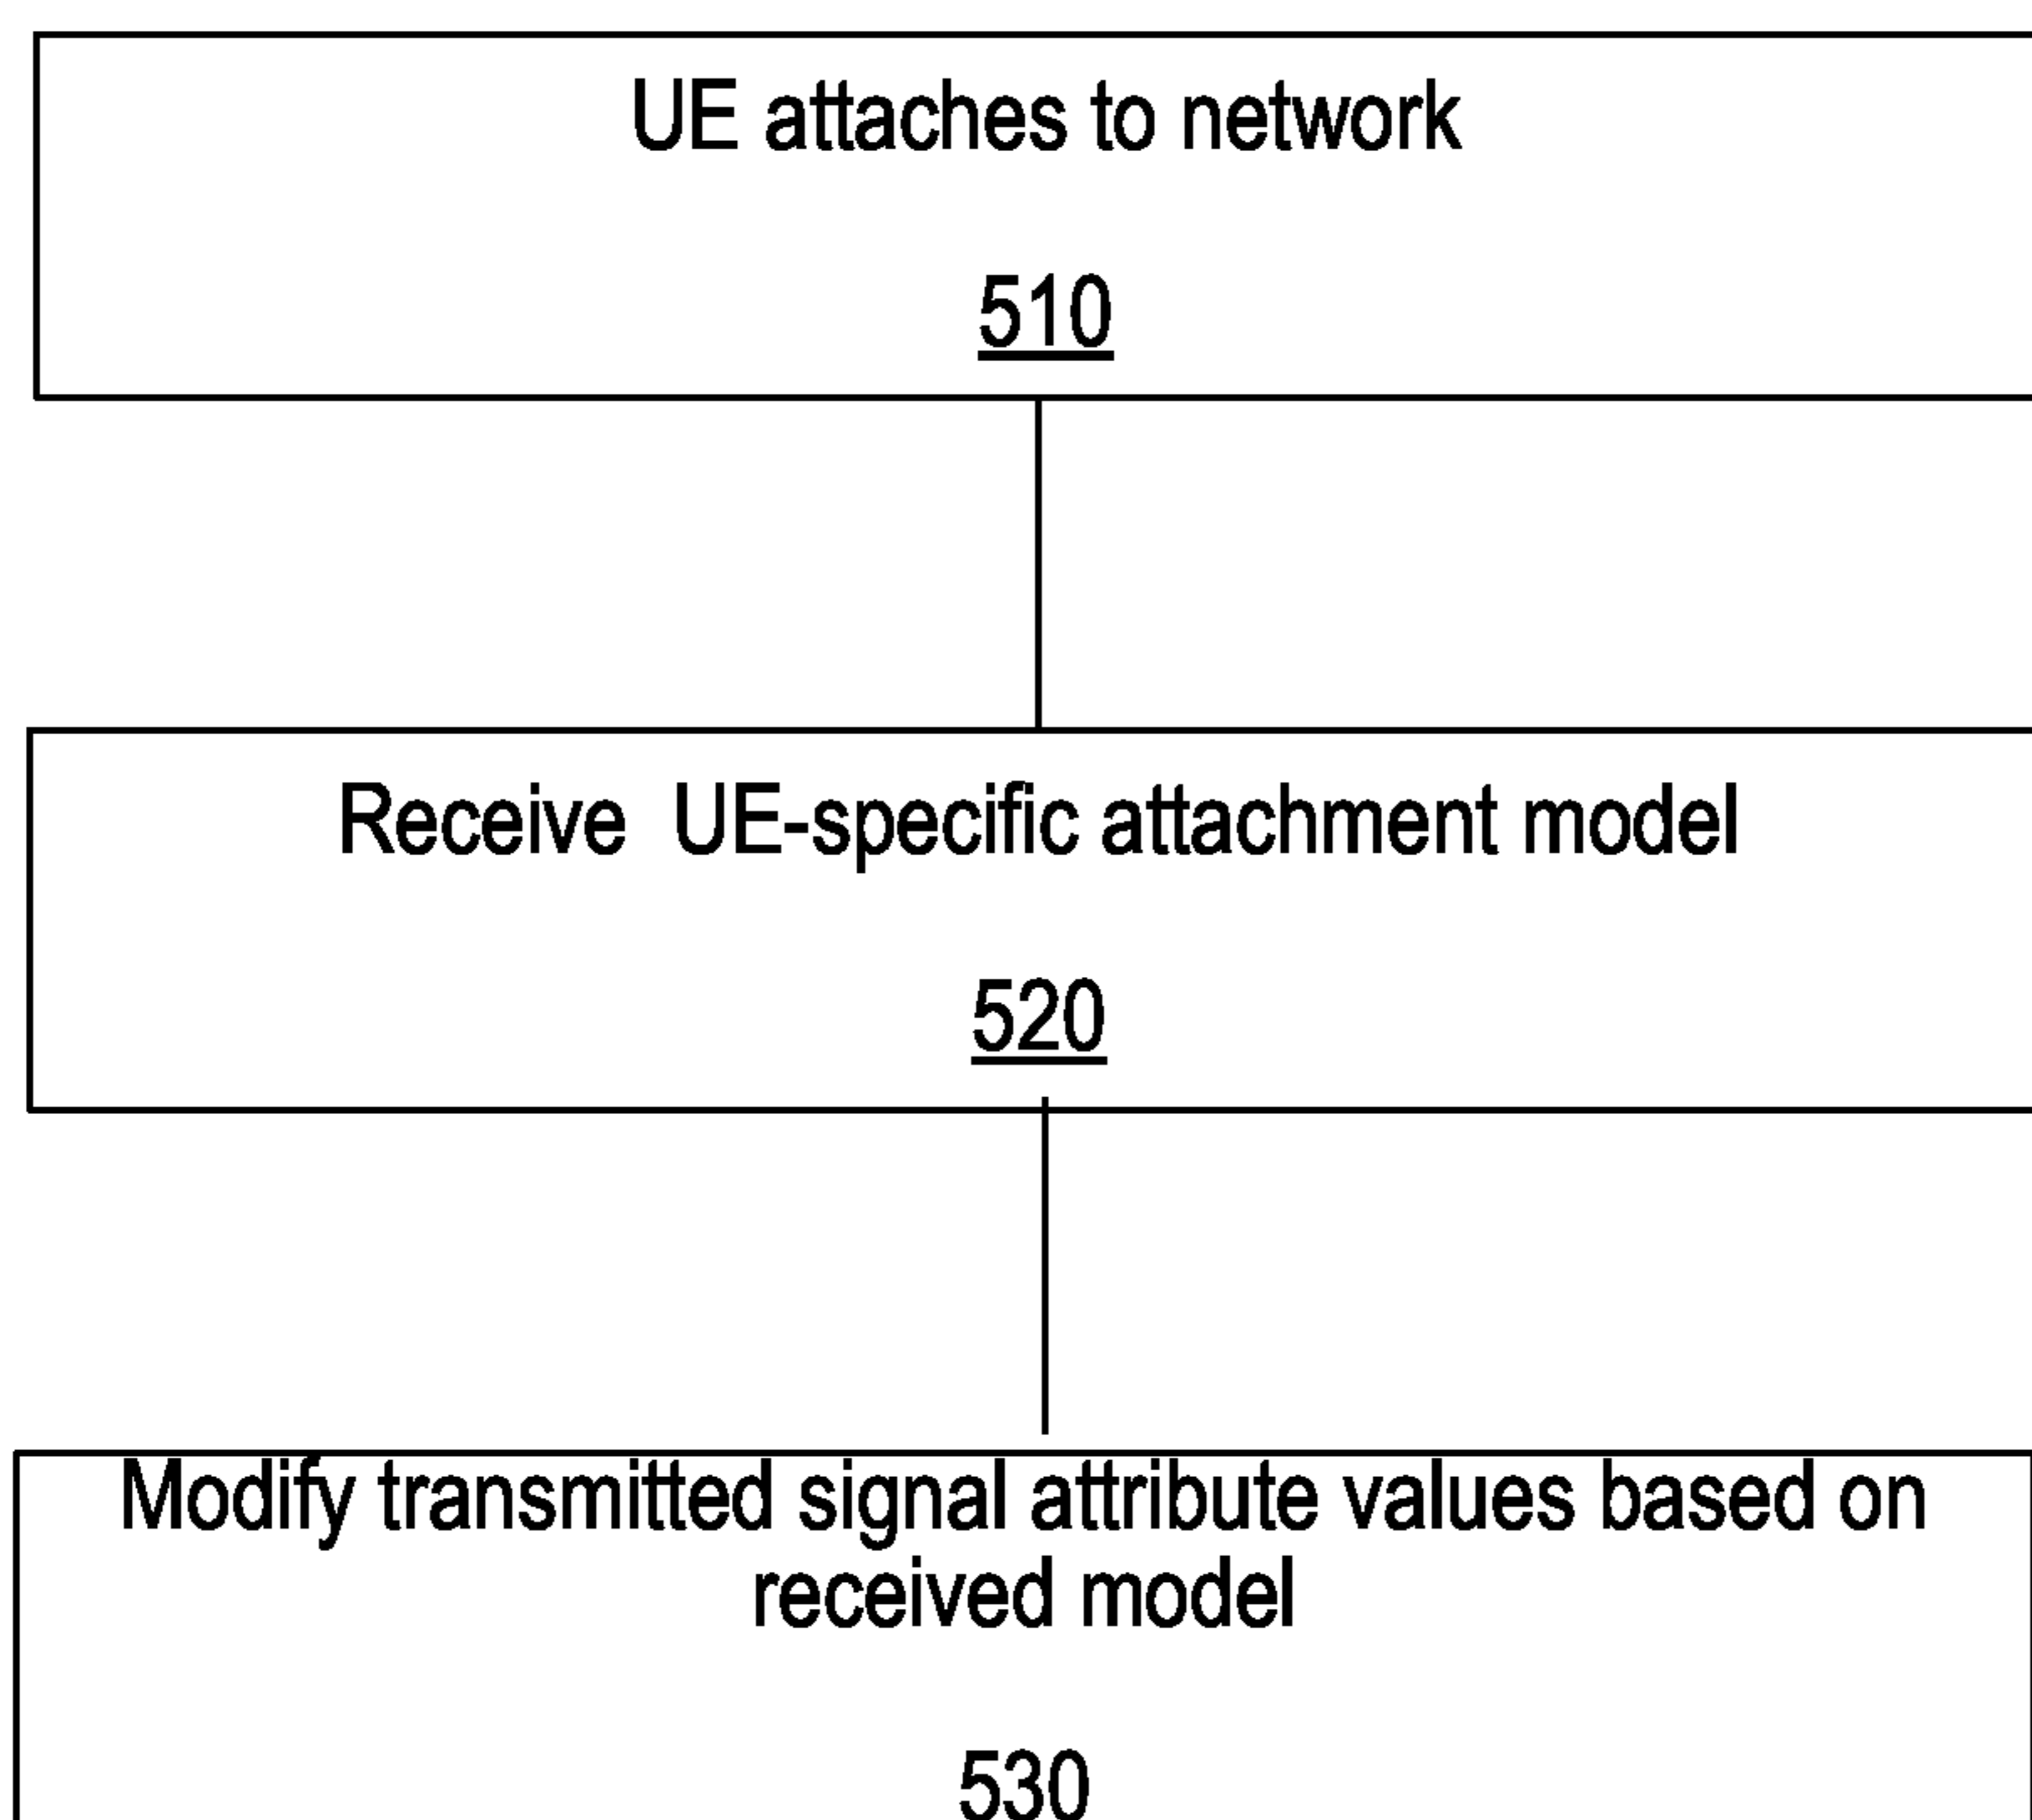 UE attaches to network
510
Receive UE-specific attachment model
520
Modify transmitted signal attribute values based on
received model
530